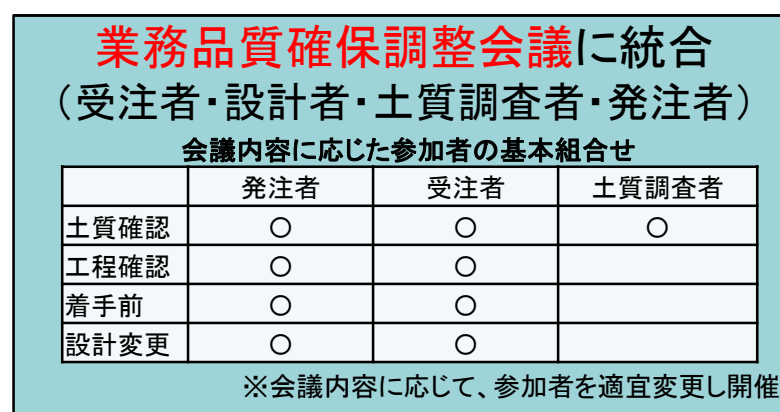 業務品質確保調整会議に統合
（受注者・設計者・土質調査者・発注者）
会議内容に応じた参加者の基本組合せ
発注者 受注者 土質調査者
土質確認 〇 〇 〇
工程確認 〇 〇
着手前 〇 〇
設計変更 〇 〇
※会議内容に応じて、参加者を適宜変更し開催